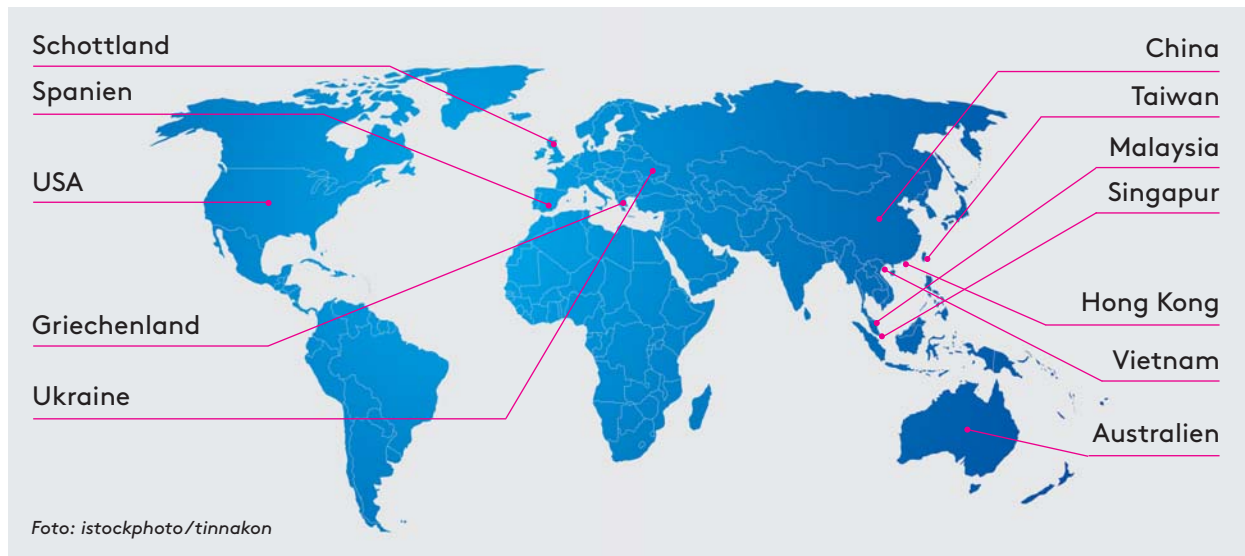 Schottland
Spanien
USA
Griechenland
Ukraine
China
Taiwan
Malaysia
Singapur
Hong Kong
Vietnam
Australien
Foto: istockphoto/tinnakon